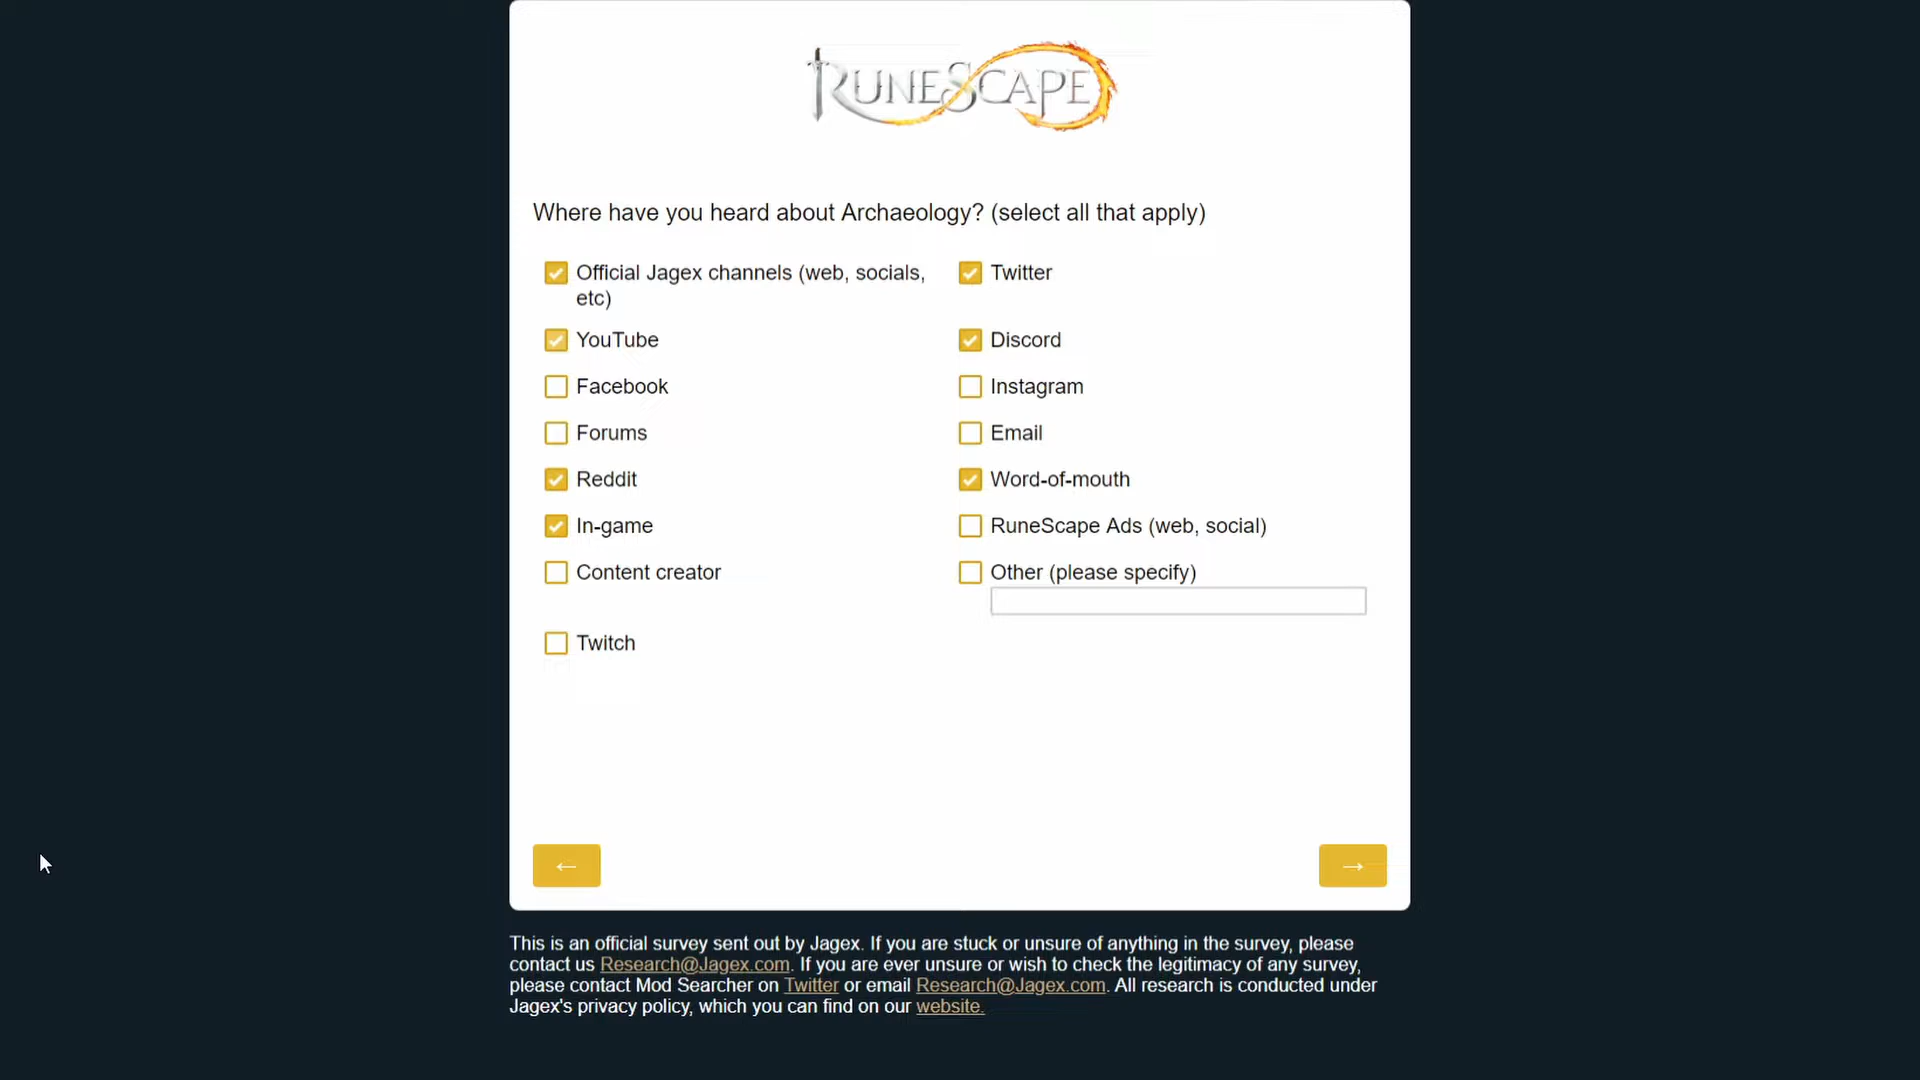 RUNESCAPE
Where have you heard about Archaeology? (select all that apply)
Official Jagex channels (web, socials,
etc)
Twitter
YouTube
Discord
Facebook
Instagram
Forums
Email
Reddit
Word-of-mouth
In-game
RuneScape Ads (web, social)
Content creator
Other (please specify)
Twitch
←
→
This is an official survey sent out by Jagex. If you are stuck or unsure of anything in the survey, please
contact us Research@Jagex.com. If you are ever unsure or wish to check the legitimacy of any survey,
please contact Mod Searcher on Twitter or email Research@Jagex.com. All research is conducted under
Jagex's privacy policy, which you can find on our website.